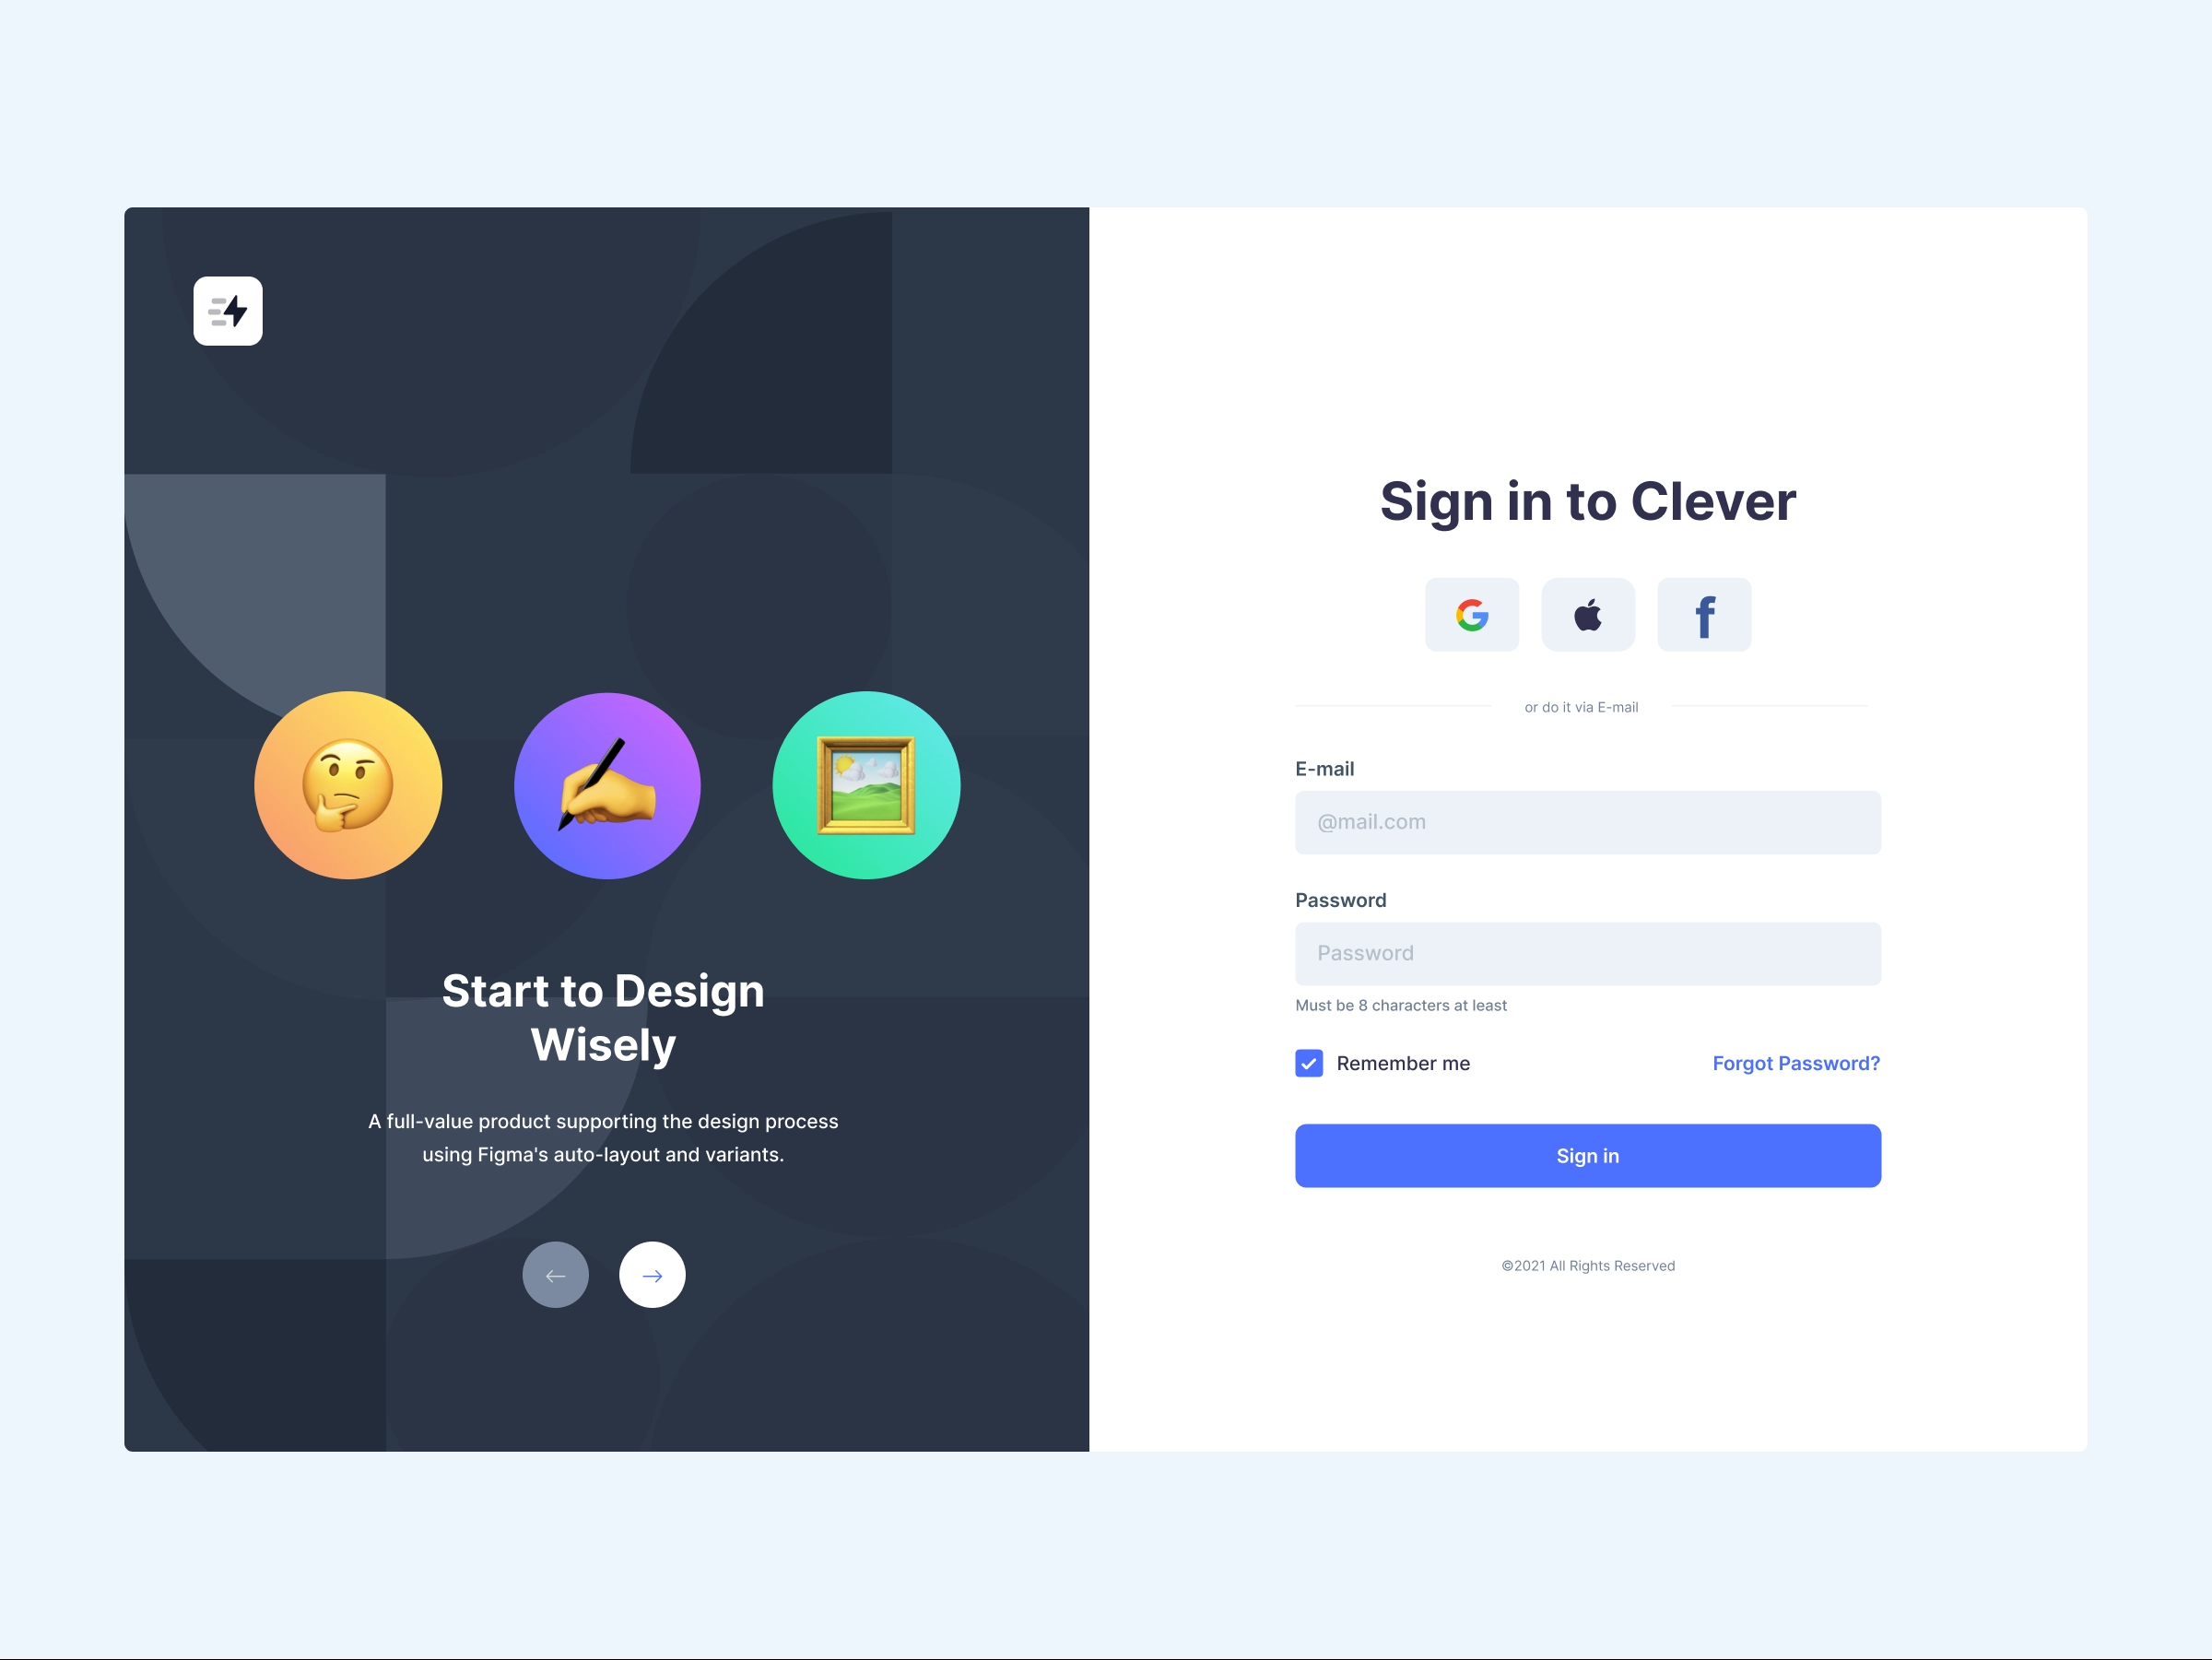 Start to Design
Wisely
A full-value product supporting the design process
using Figma's auto-layout and variants.
Sign in to Clever
or do it via E-mail
E-mail
@mail.com
Password
Password
Must be 8 characters at least
Remember me
Forgot Password?
Sign in
©2021 All Rights Reserved